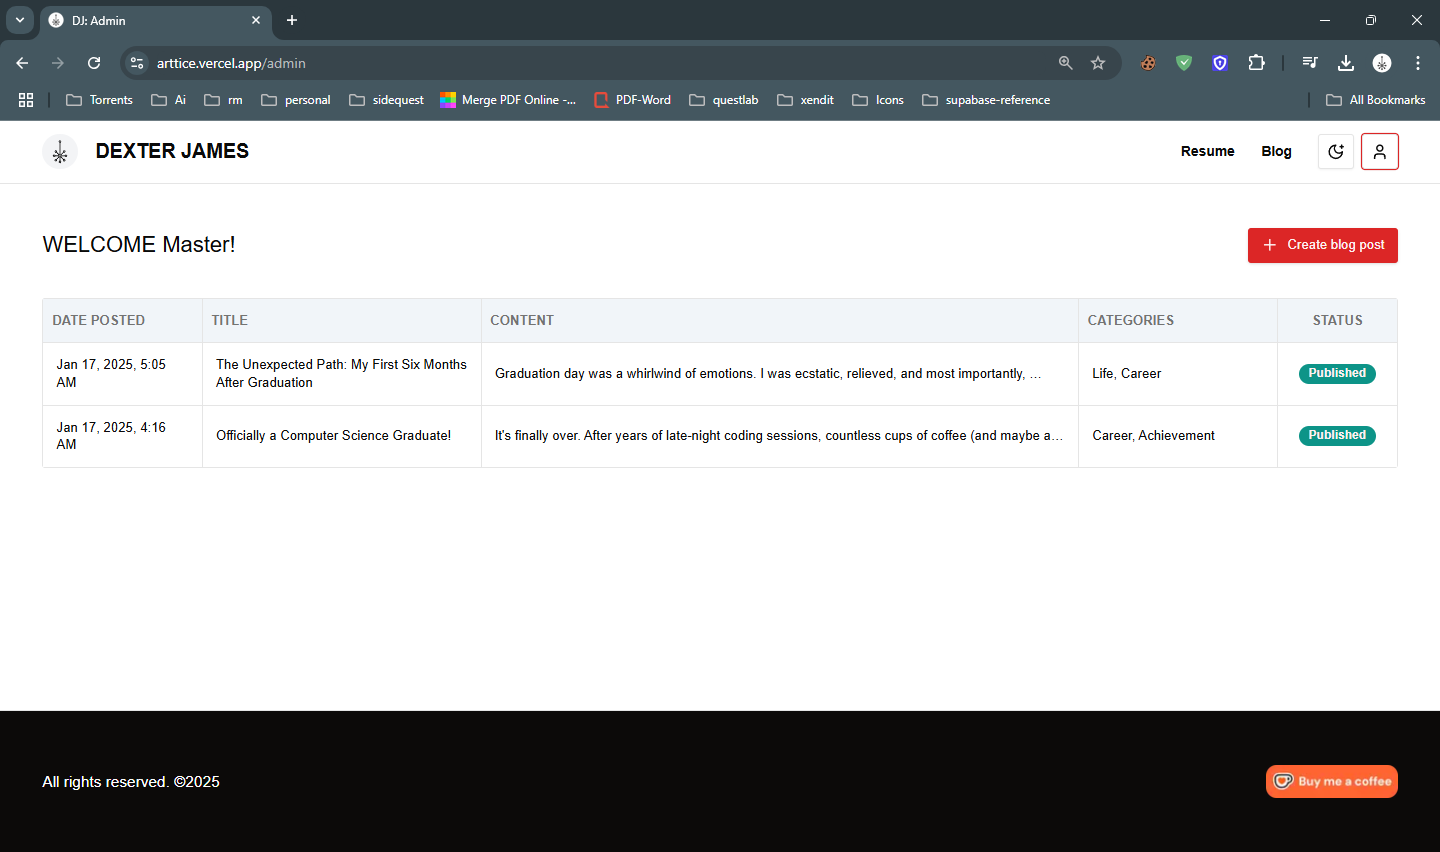 DJ: Admin
arttice.vercel.app/admin
Torrents
Ai
rm
personal
sidequest
Merge PDF Online -...
PDF-Word
questlab
xendit
Icons
supabase-reference
All Bookmarks
DEXTER JAMES
Resume
Blog
WELCOME Master!
Create blog post
DATE POSTED
TITLE
CONTENT
CATEGORIES
STATUS
Jan 17, 2025, 5:05
AM
The Unexpected Path: My First Six Months
After Graduation
Graduation day was a whirlwind of emotions. I was ecstatic, relieved, and most importantly, ...
Life, Career
Published
Jan 17, 2025, 4:16
AM
Officially a Computer Science Graduate!
It's finally over. After years of late-night coding sessions, countless cups of coffee (and maybe a...
Career, Achievement
Published
All rights reserved. ©2025
Buy me a coffee